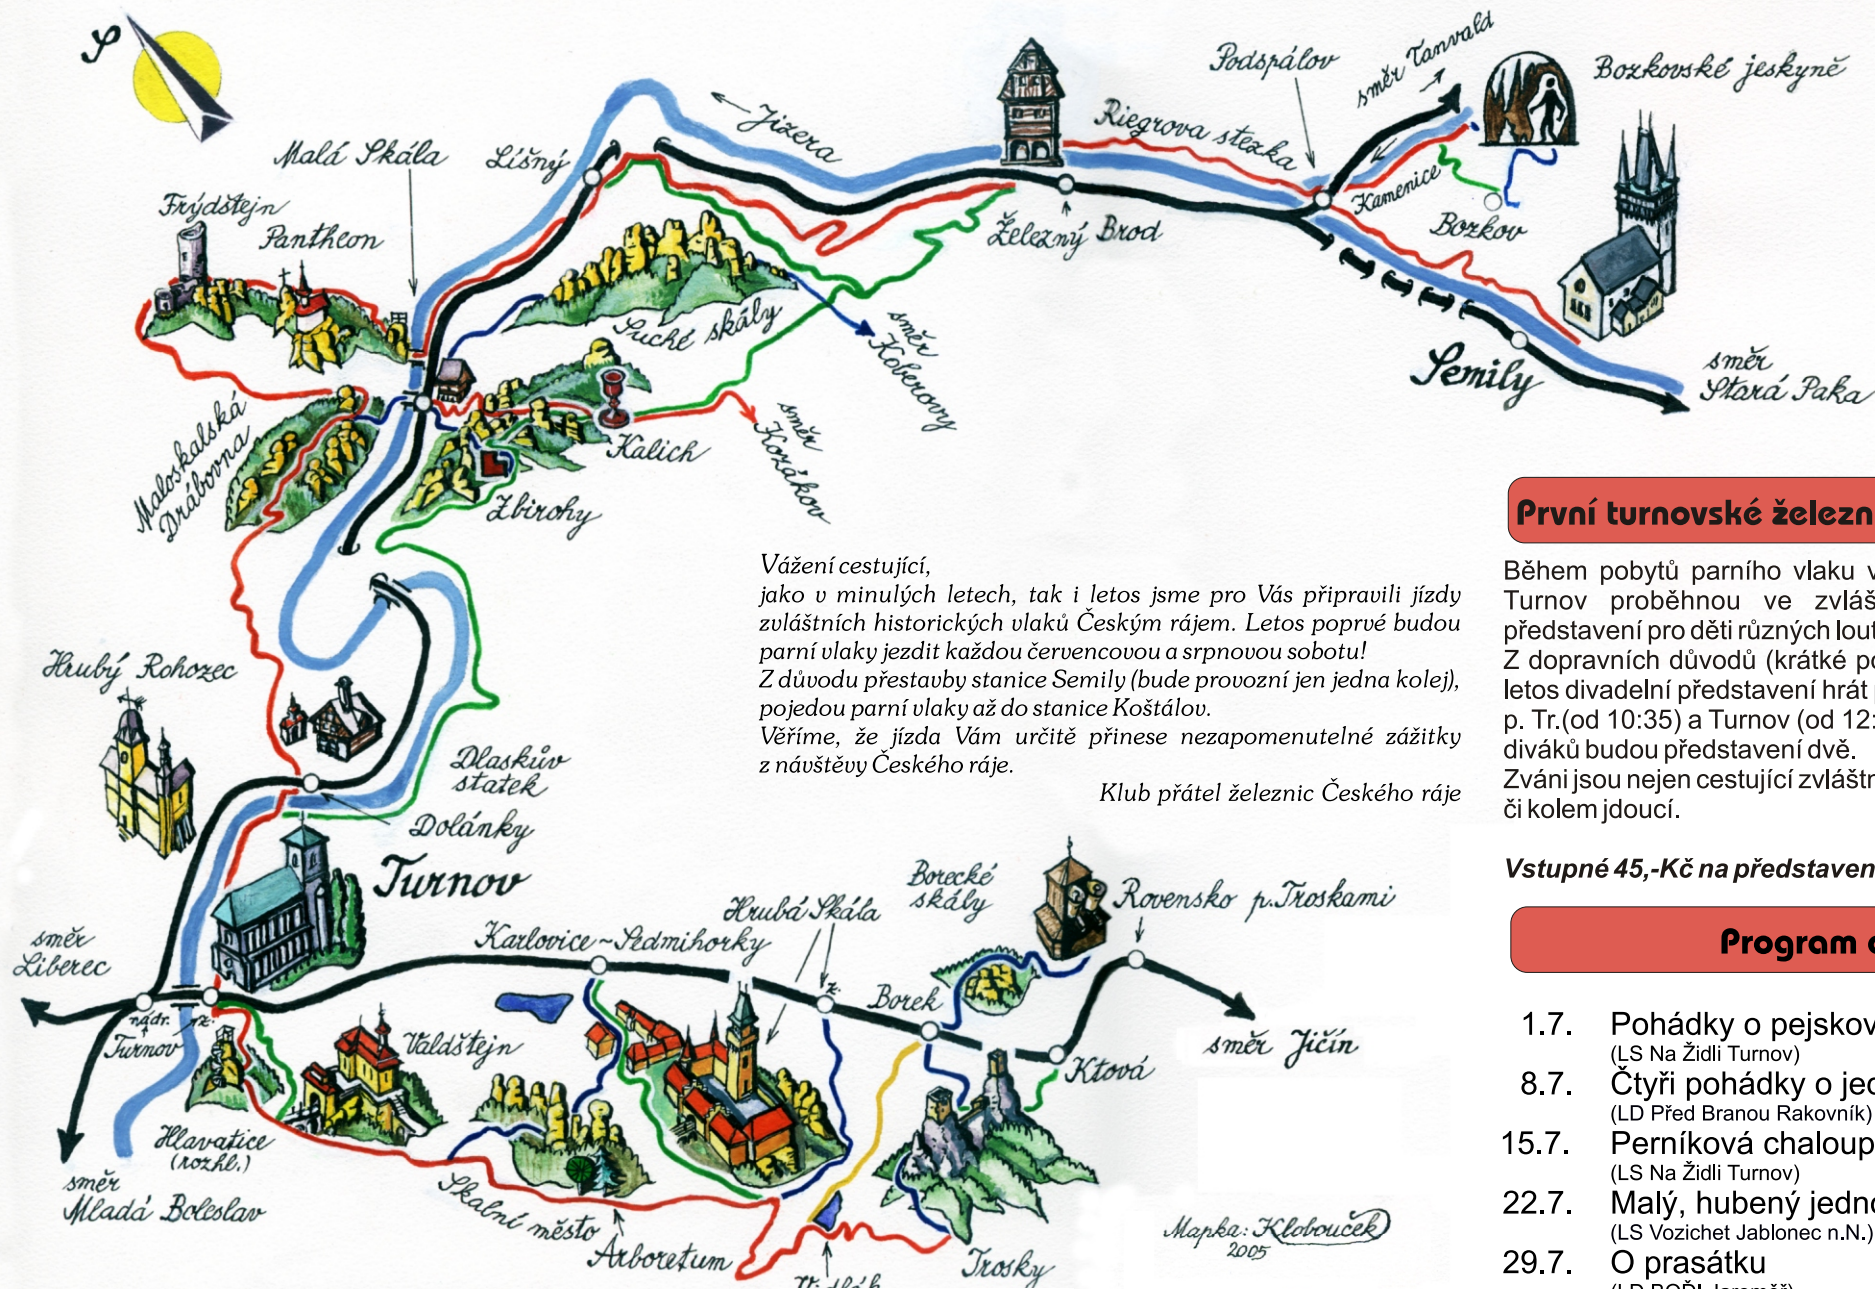 S
Podspálov
směr Tanvald
Bozkovské jeskyně
Jizera
Riegrova stezka
Malá Skála
Líšný
Kamenice
Frýdštejn
Pantheon
Železný Brod
Bozkov
Suché skály
směr
Koberovy
Semily
směr
Stará Paka
Maloskalská
Drábovna
Kalich
směr
Kozákov
Zbirohy
Vážení cestující,
jako v minulých letech, tak i letos jsme pro Vás připravili jízdy
zvláštních historických vlaků Českým rájem. Letos poprvé budou
parní vlaky jezdit každou červencovou a srpnovou sobotu!
Z důvodu přestavby stanice Semily (bude provozní jen jedna kolej),
pojedou parní vlaky až do stanice Koštálov.
Věříme, že jízda Vám určitě přinese nezapomenutelné zážitky
z návštěvy Českého ráje.
Klub přátel železnic Českého ráje
Hrubý Rohozec
Dlaskův
statek
Dolánky
Turnov
Borecké
skály
Rovensko p.Troskami
Hrubá Skála
Karlovice~Sedmihorky
směr
Liberec
z.
Borek
nádr.
Turnov
z.
Valdštejn
Ktová
směr Jičín
Hlavatice
(rozhl.)
směr
Mladá Boleslav
Skalní město
Arboretum
Trosky
Mapka: Klobouček
2005
První turnovské železn
Během pobytů parního vlaku v
Turnov proběhnou ve zvláš
představení pro děti různých lout
Z dopravních důvodů (krátké po
letos divadelní představení hrát
p. Tr.(od 10:35) a Turnov (od 12:
diváků budou představení dvě.
Zváni jsou nejen cestující zvláštn
či kolem jdoucí.
Vstupné 45,-Kč na představen
Program
1.7. Pohádky o pejskov
(LS Na Židli Turnov)
8.7. Čtyři pohádky o jed
(LD Před Branou Rakovník)
15.7. Perníková chaloup
(LS Na Židli Turnov)
22.7. Malý, hubený jedno
(LS Vozichet Jablonec n.N.)
29.7. O prasátku